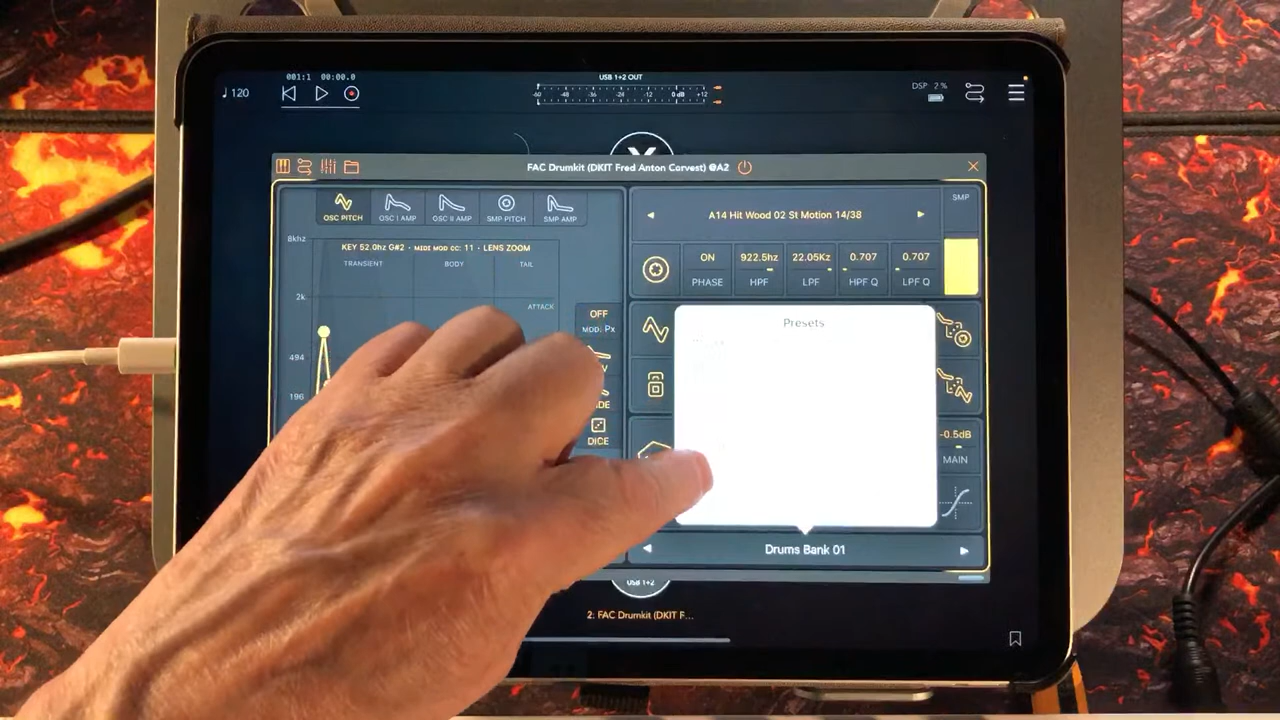 001:1 00:00.0
USB 1+2 OUT
120
-60 -48 -36 -24 -12 0 dB +12
DSP 2 %
FAC Drumkit (DKIT Fred Anton Corvest) @A2
OSC PITCH OSC I AMP OSC II AMP SMP PITCH SMP AMP
A14 Hit Wood 02 St Motion 14/38
SMP
8khz
KEY 52.0hz G#2 - MIDI MOD CC: 11 - LENS ZOOM
TRANSIENT BODY TAIL
ON 922.5hz 22.05Kz 0.707 0.707
PHASE HPF LPF HPF Q LPF Q
2k
ATTACK
OFF
MOD: Px
Presets
494
196
DICE
-0.5dB
MAIN
Drums Bank 01
USB 1+2
2: FAC Drumkit (DKIT F...